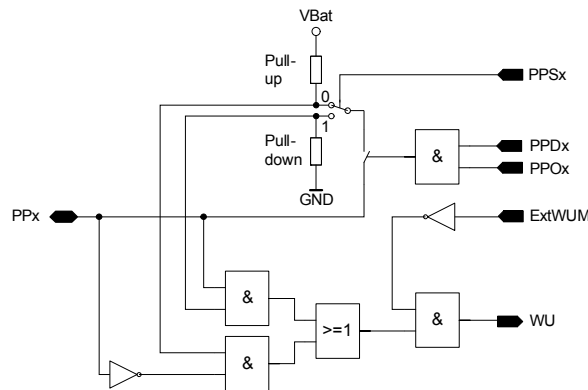 VBat
Pull-
up
PPSx
0
1
Pull-
down
&
PPDx
PPOx
GND
PPx
ExtWUM
&
>=1
&
WU
&